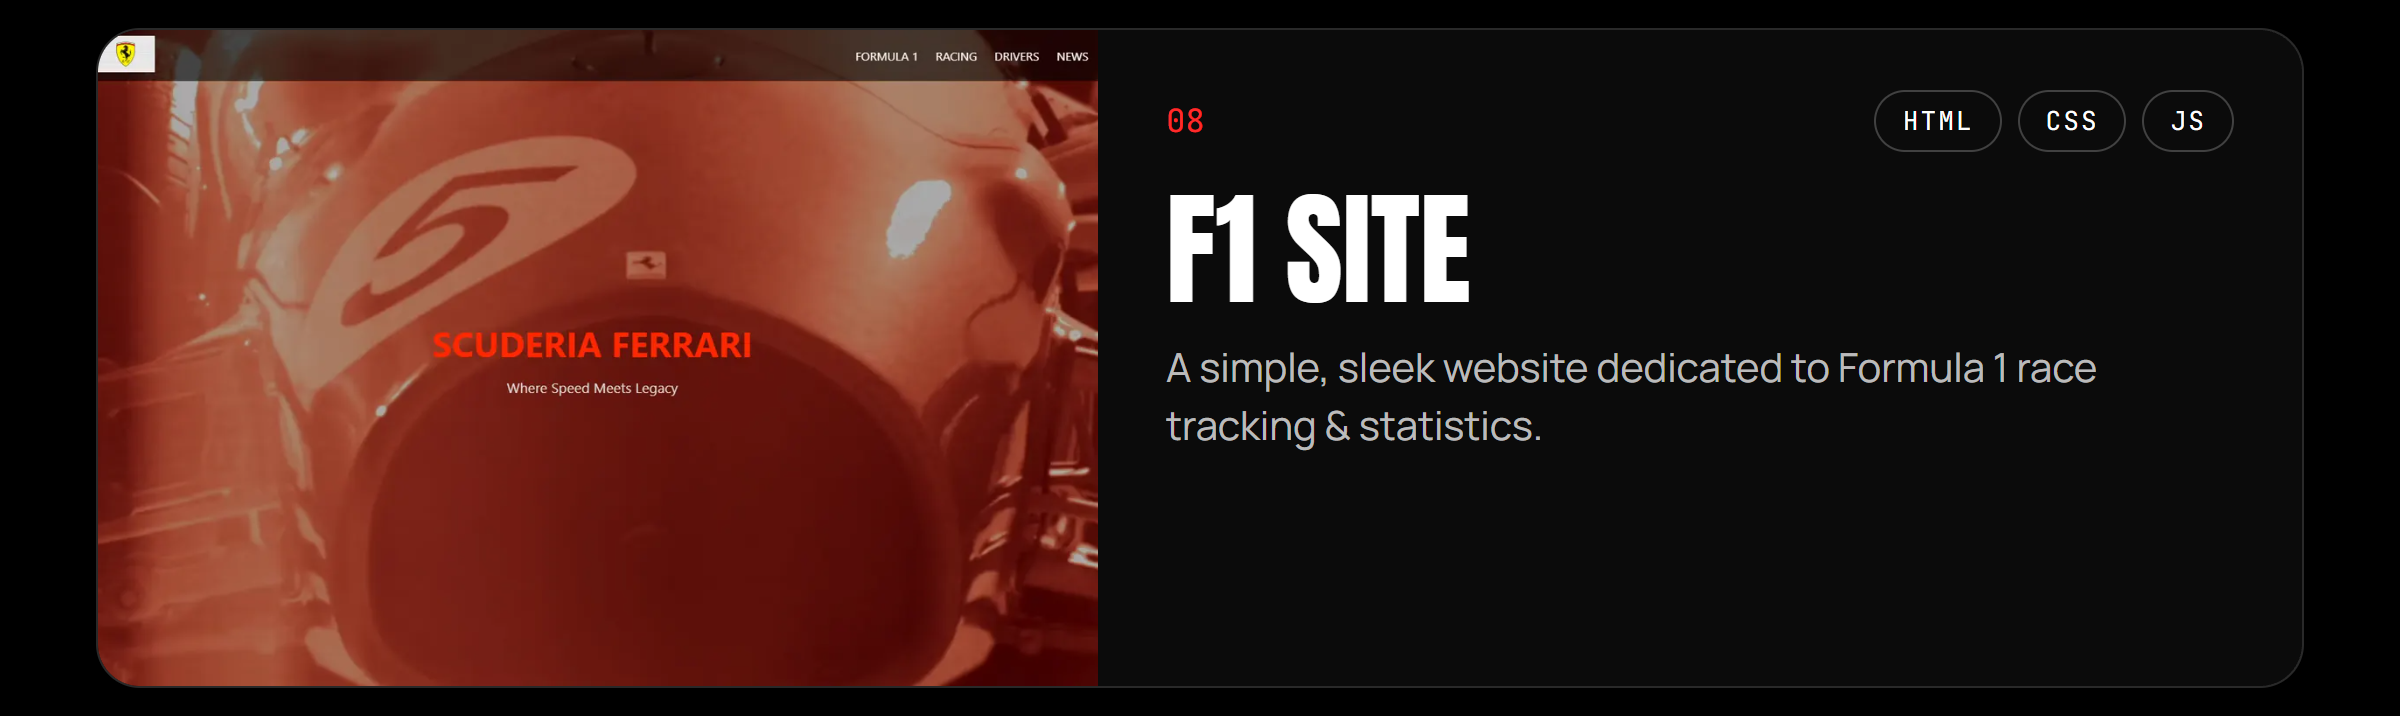 FORMULA 1 RACING DRIVERS NEWS
5
SCUDERIA FERRARI
Where Speed Meets Legacy
08
HTML CSS JS
F1 SITE
A simple, sleek website dedicated to Formula 1 race
tracking & statistics.